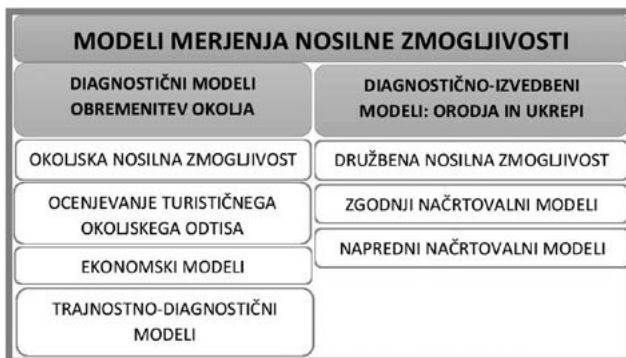 MODELI MERJENJA NOSILNE ZMOGLJIVOSTI
DIAGNOSTIČNI MODELI
OBREMENITEV OKOLJA
OKOLJSKA NOSILNA ZMOGLJIVOST
OCENJEVANJE TURISTIČNEGA
OKOLJSKEGA ODTISA
EKONOMSKI MODELI
TRAJNOSTNO-DIAGNOSTIČNI
MODELI
DIAGNOSTIČNO-IZVEDBENI
MODELI: ORODJA IN UKREPI
DRUŽBENA NOSILNA ZMOGLJIVOST
ZGODNJI NAČRTOVALNI MODELI
NAPREDNI NAČRTOVALNI MODELI